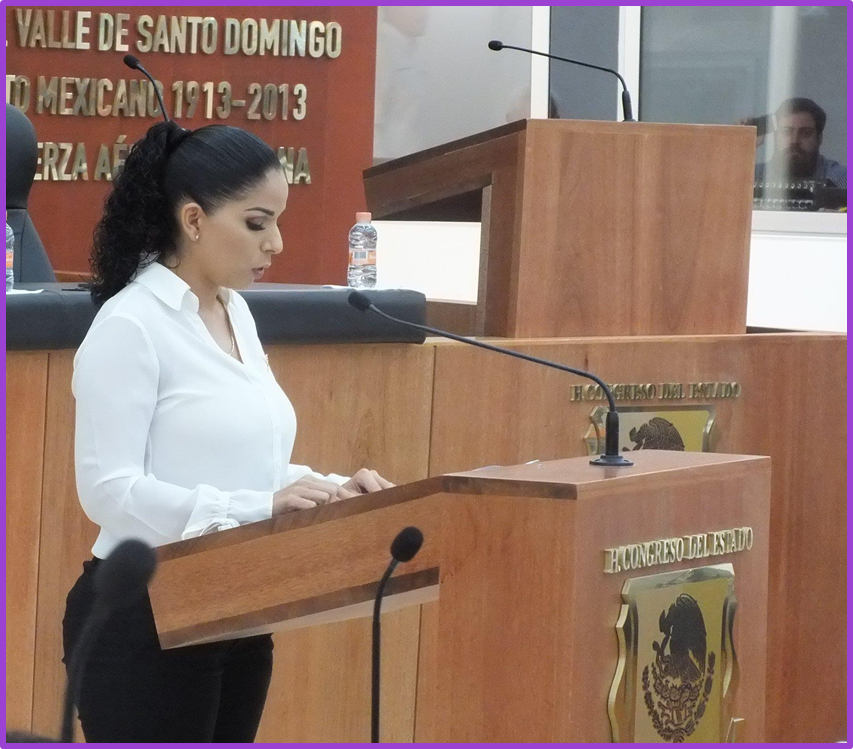 VALLE DE SANTO DOMINGO
MEXICANO 1913-2013
H. CONGRESO DEL ESTADO
H. CONGRESO DEL ESTADO